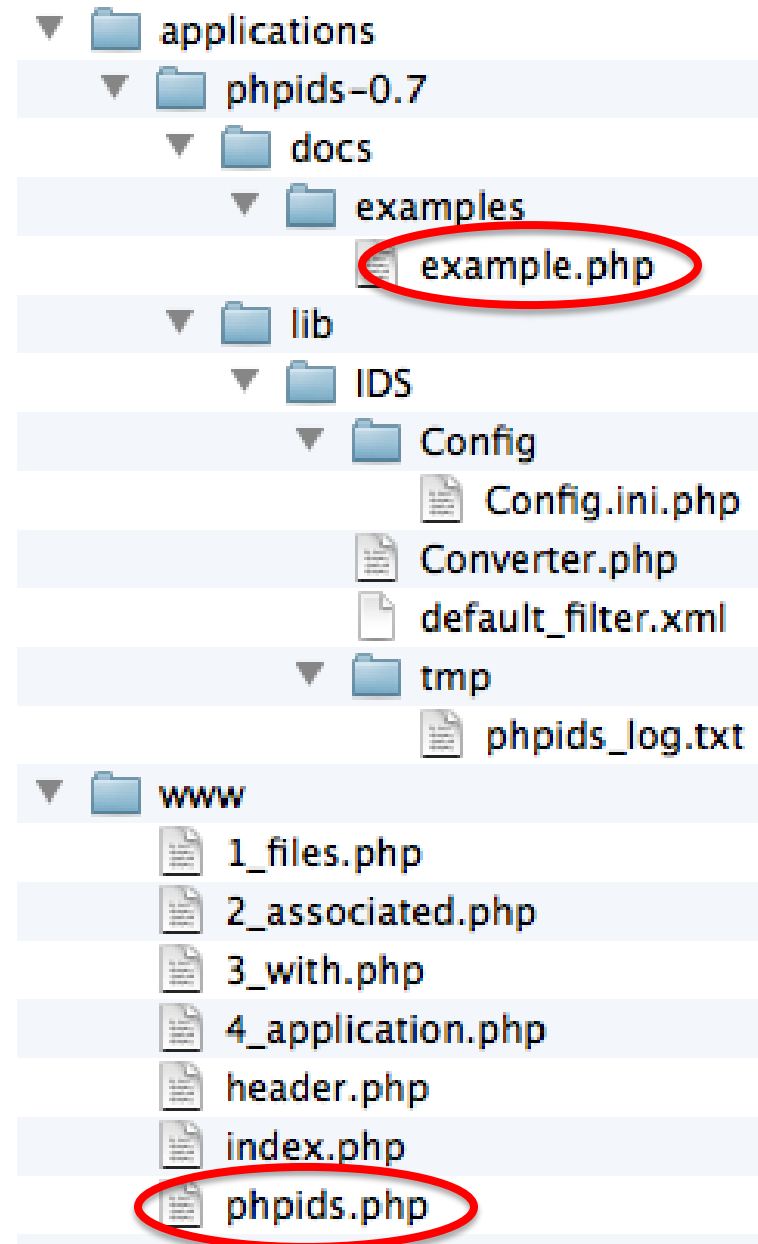 applications
phpids-0.7
docs
examples
example.php
lib
IDS
Config
Config.ini.php
Converter.php
default_filter.xml
tmp
phpids_log.txt
www
1_files.php
2_associated.php
3_with.php
4_application.php
header.php
index.php
phpids.php